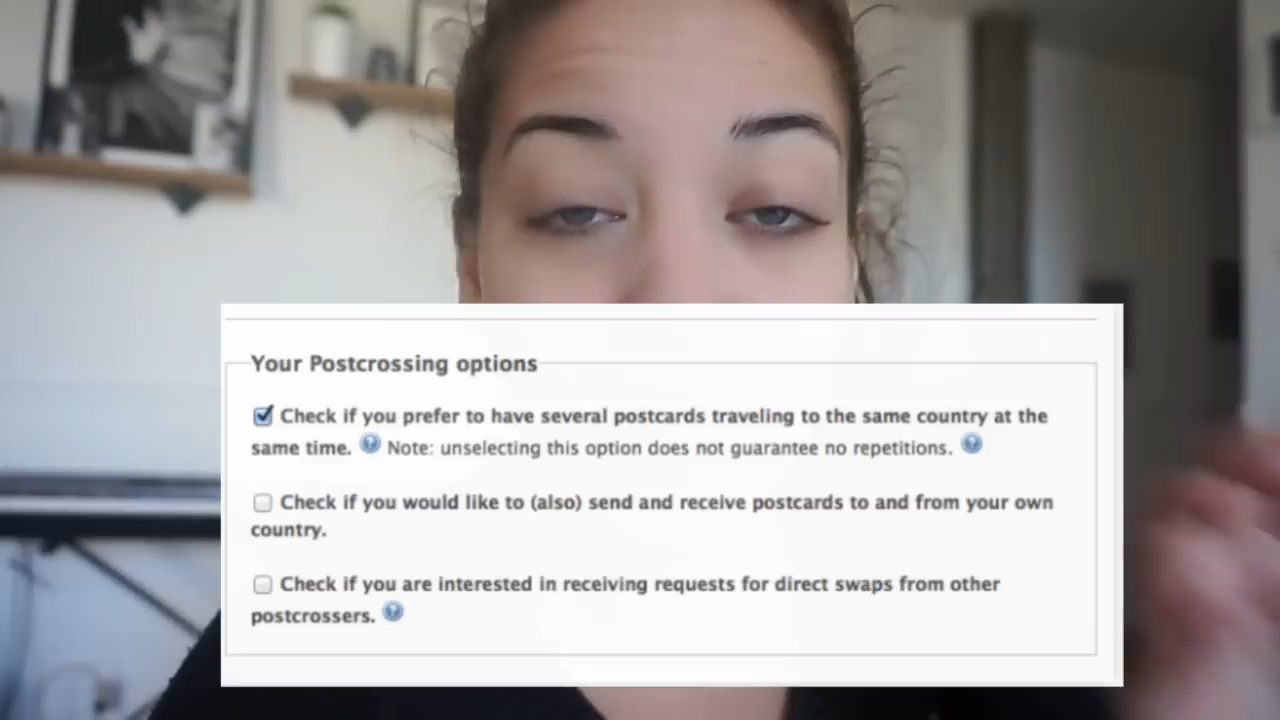 Your Postcrossing options
Check if you prefer to have several postcards traveling to the same country at the
same time. Note: unselecting this option does not guarantee no repetitions.
Check if you would like to (also) send and receive postcards to and from your own
country.
Check if you are interested in receiving requests for direct swaps from other
postcrossers.